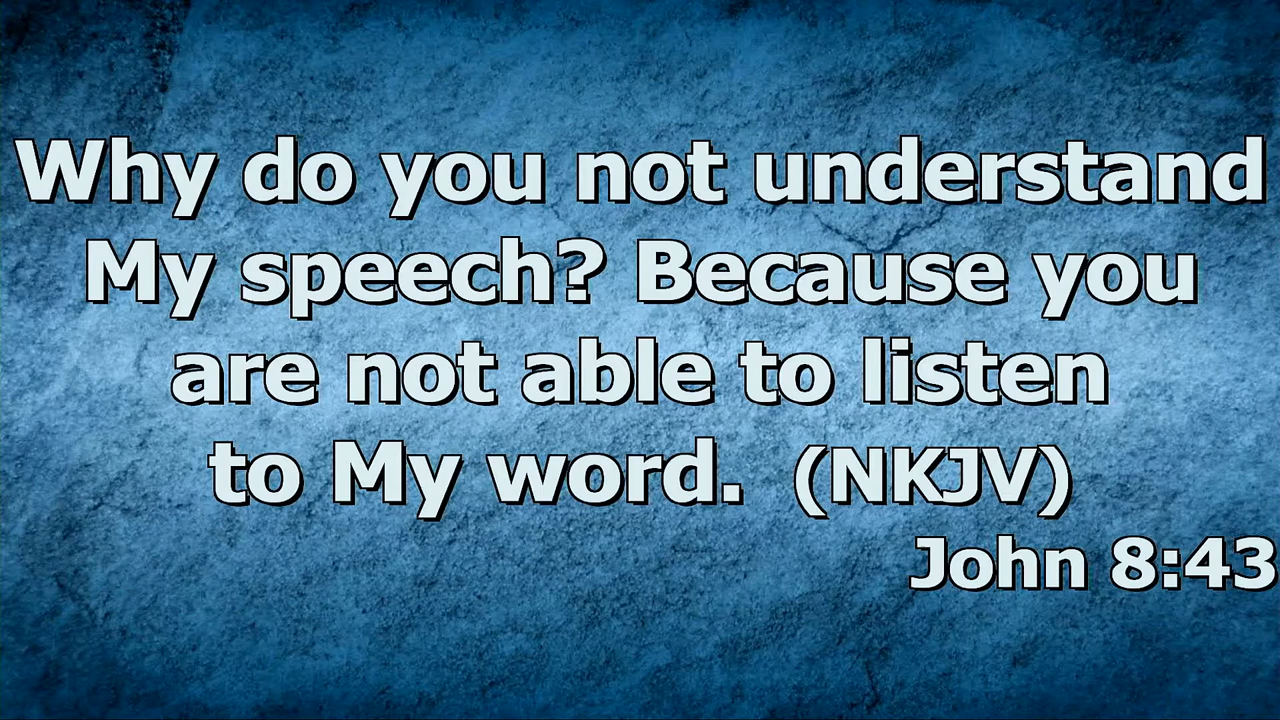 Why do you not understand
My speech? Because you
are not able to listen
to My word. (NKJV)
John 8:43